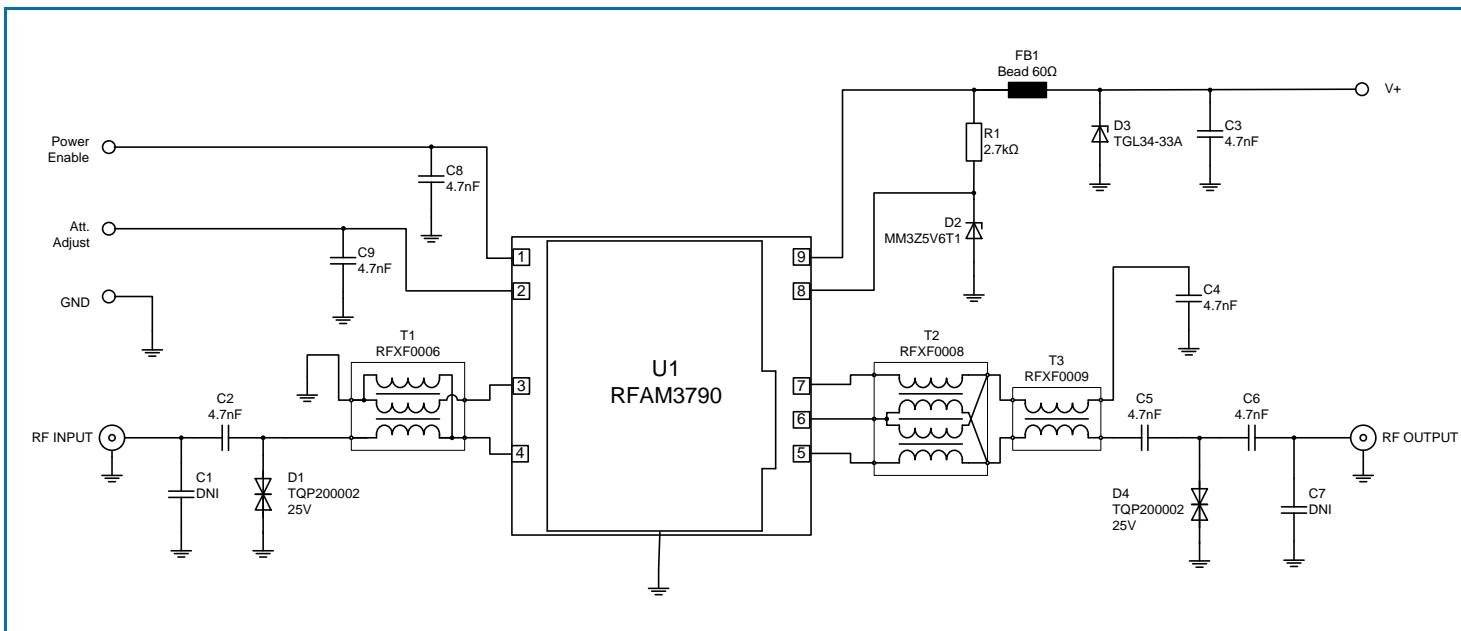 FB1
Bead 60Ω
V+
Power
Enable
C8
4.7nF
R1
2.7kΩ
D3
TGL34-33A
C3
4.7nF
Att.
Adjust
C9
4.7nF
D2
MM3Z5V6T1
GND
1
2
3
4
9
8
7
6
5
U1
RFAM3790
T1
RFXF0006
T2
RFXF0008
T3
RFXF0009
C4
4.7nF
RF INPUT
C2
4.7nF
C1
DNI
D1
TQP200002
25V
C5
4.7nF
C6
4.7nF
RF OUTPUT
D4
TQP200002
25V
C7
DNI